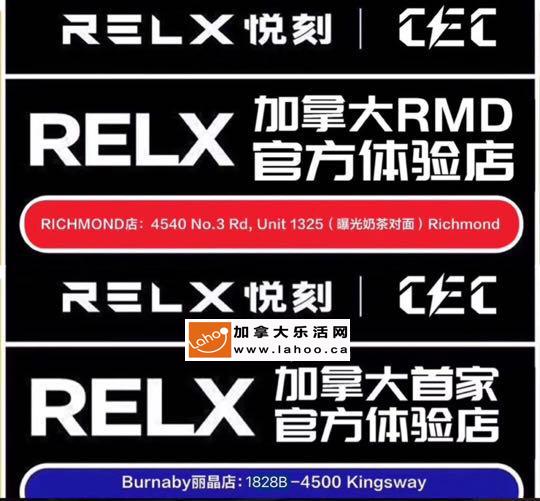 RELX悦刻 | CEC
RELX
加拿大RMD
官方体验店
RICHMOND店：4540 No.3 Rd, Unit 1325（曝光奶茶对面）Richmond
RELX悦刻 | CEC
Lahoo
加拿大乐活网
www.lahoo.ca
RELX
加拿大首家
官方体验店
Burnaby丽晶店：1828B-4500 Kingsway